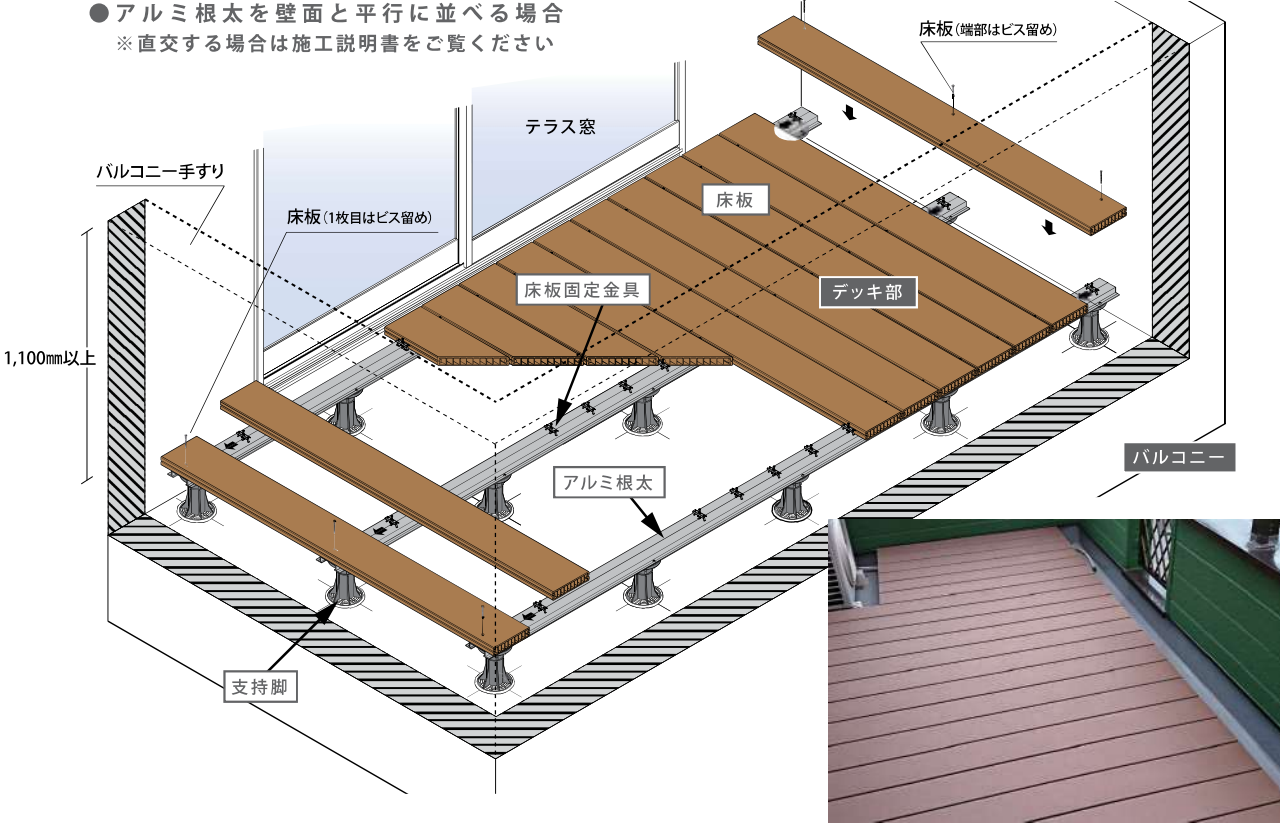 ●アルミ根太を壁面と平行に並べる場合
※直交する場合は施工説明書をご覧ください
床板(端部はビス留め)
テラス窓
バルコニー手すり
床板(1枚目はビス留め)
床板
床板固定金具
デッキ部
1,100mm以上
バルコニー
アルミ根太
支持脚